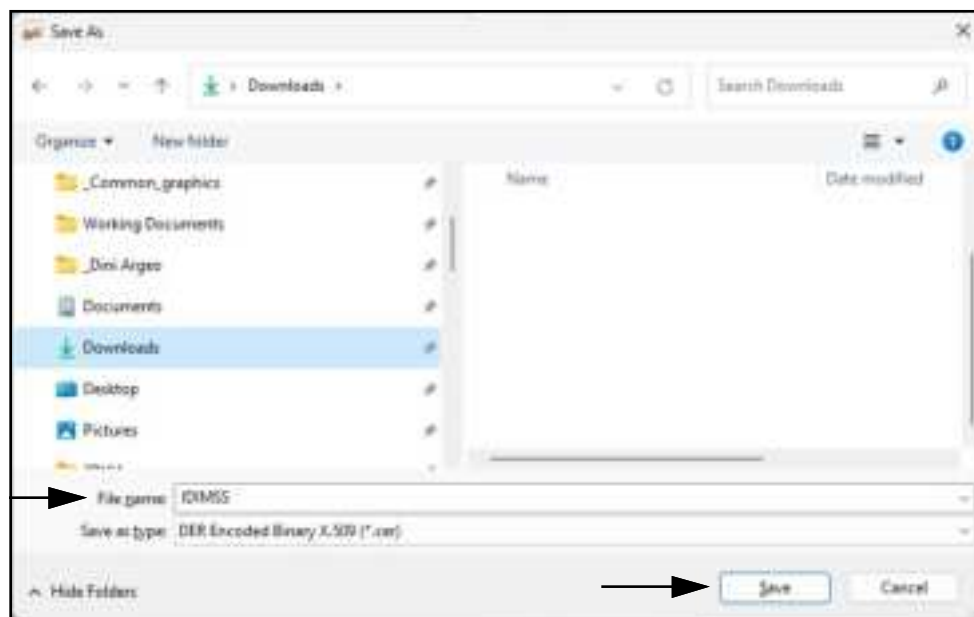 Save As
Downloads
Search Downloads
Organize
New folder
_Common_graphics
Working Documents
_Dini Argeo
Documents
Downloads
Desktop
Pictures
Name
Date modified
File name: IDIMSS
Save as type: DER Encoded Binary X.509 (*.cer)
Hide Folders
Save
Cancel